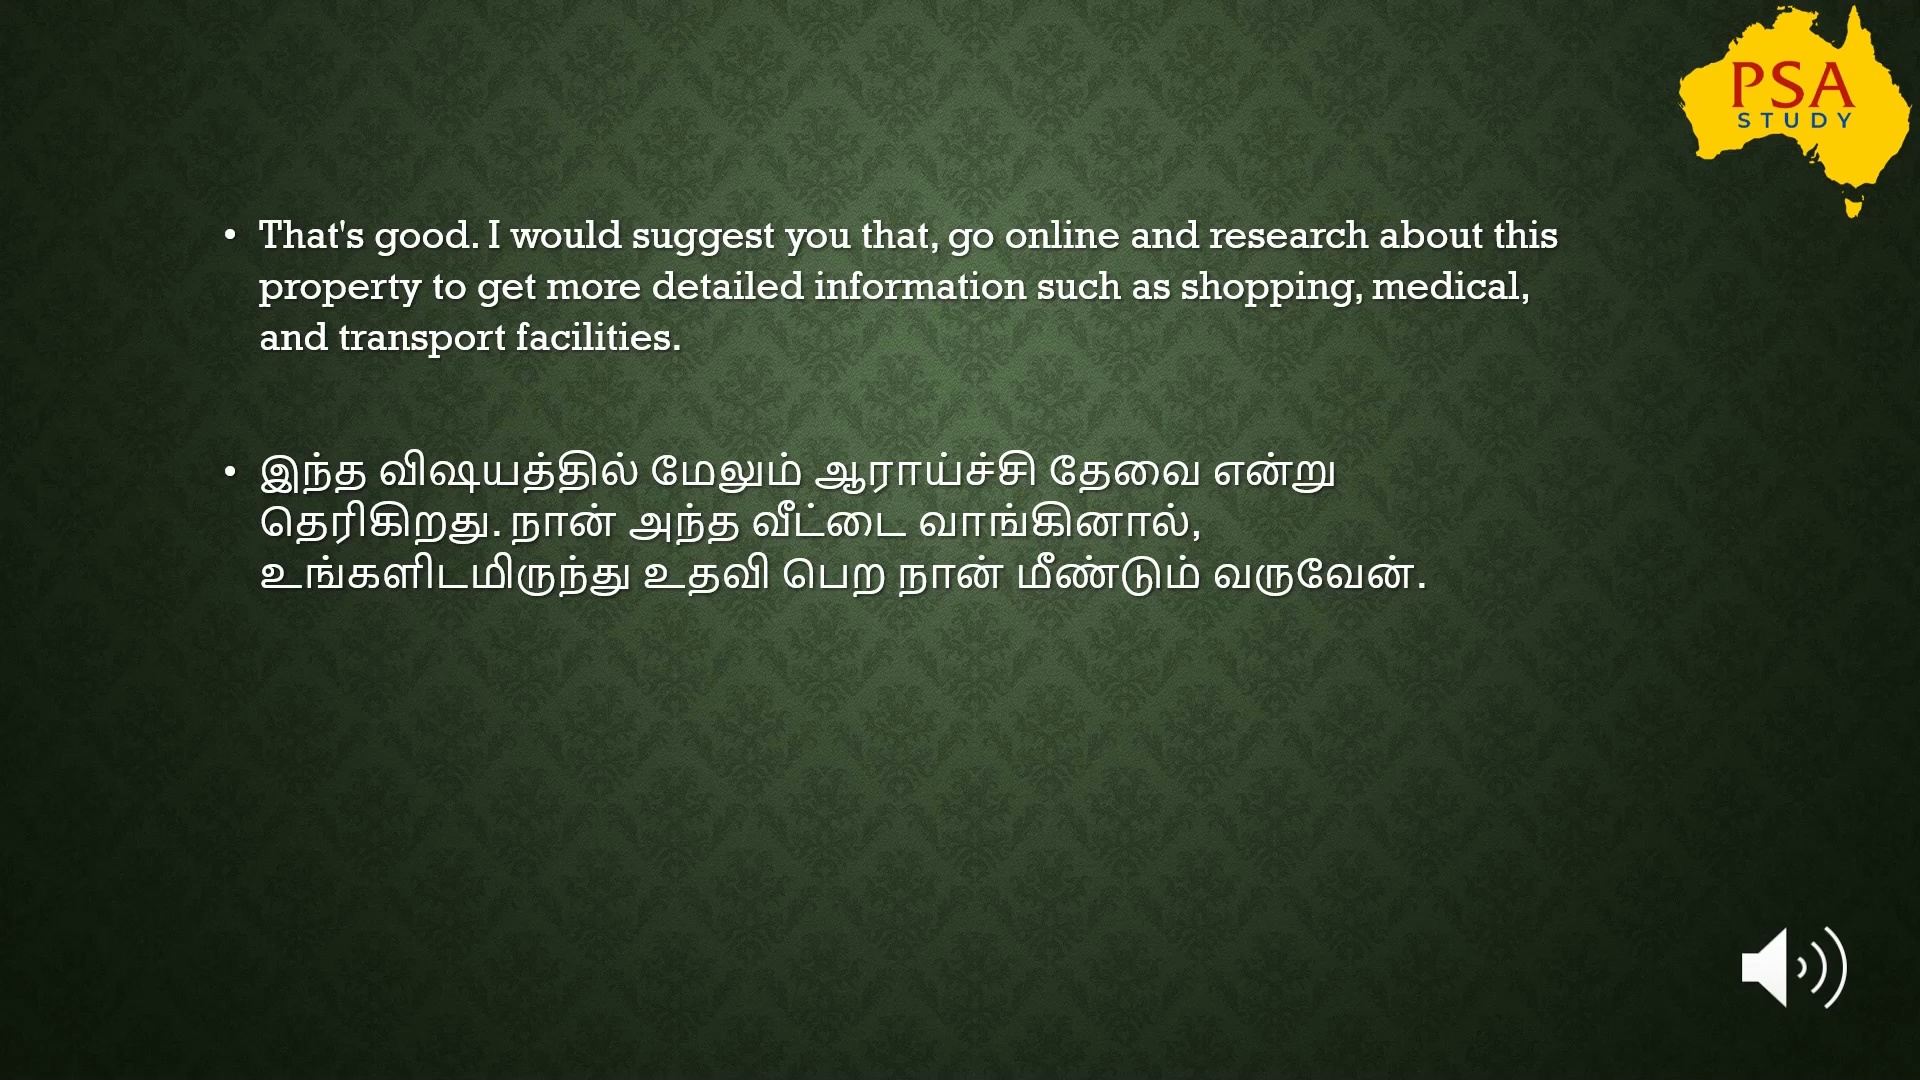 PSA
STUDY
• That's good. I would suggest you that, go online and research about this
property to get more detailed information such as shopping, medical,
and transport facilities.
• இந்த விஷயத்தில் மேலும் ஆராய்ச்சி தேவை என்று
தெரிகிறது. நான் அந்த வீட்டை வாங்கினால்,
உங்களிடமிருந்து உதவி பெற நான் மீண்டும் வருவேன்.